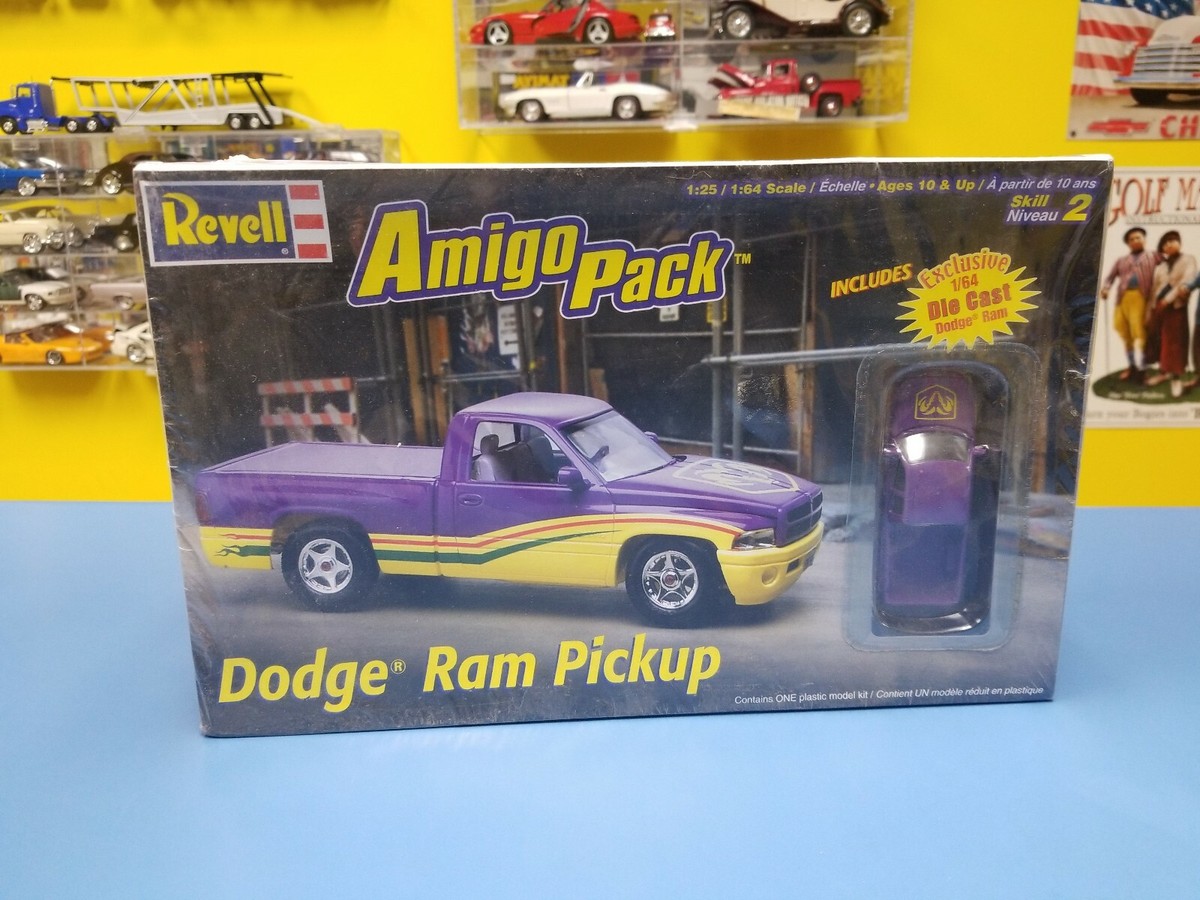 1:25 / 1:64 Scale / Échelle • Ages 10 & Up / À partir de 10 ans
Skill
Niveau 2
Revell®
Amigo Pack™
INCLUDES
Exclusive
1/64
Die Cast
Dodge® Ram
Dodge® Ram Pickup
Contains ONE plastic model kit / Contient UN modèle réduit en plastique
GOLF